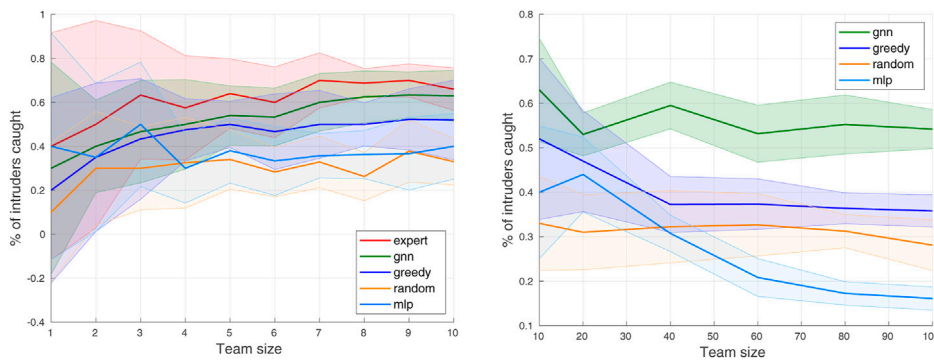 % of intruders caught
1
0.8
0.6
0.4
0.2
0
-0.2
-0.4
expert
gnn
greedy
random
mlp
1 2 3 4 5 6 7 8 9 10
Team size
% of intruders caught
0.8
0.7
0.6
0.5
0.4
0.3
0.2
0.1
gnn
greedy
random
mlp
10 20 30 40 50 60 70 80 90 10
Team size